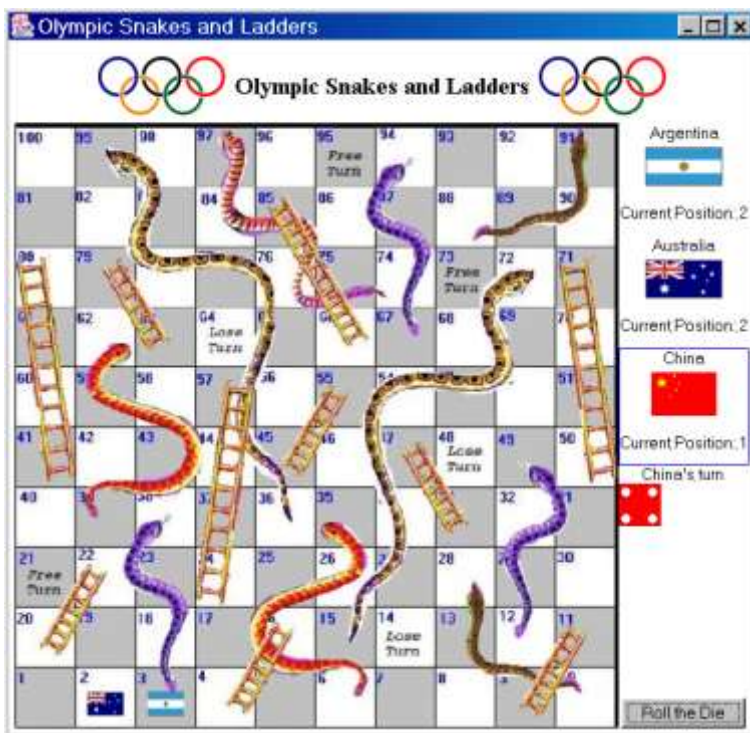 Olympic Snakes and Ladders
Olympic Snakes and Ladders
100 99 98 97 96 95 94 93 92 91
Free
Turn
81 82 84 85 86 87 88 89 90
80 79 76 75 74 73 72 71
Free
Turn
62 64 67 68 69
Lose
Turn
60 58 57 56 55 54 51
41 42 43 44 45 46 48 49 50
Lose
Turn
40 38 37 36 35 32
21 22 23 25 26 28 30
Free
Turn
20 19 18 17 15 14 13 12 11
Lose
Turn
1 2 3 4 6 7 8
Argentina
Current Position: 2
Australia
Current Position: 2
China
Current Position: 1
China's turn
Roll the Die